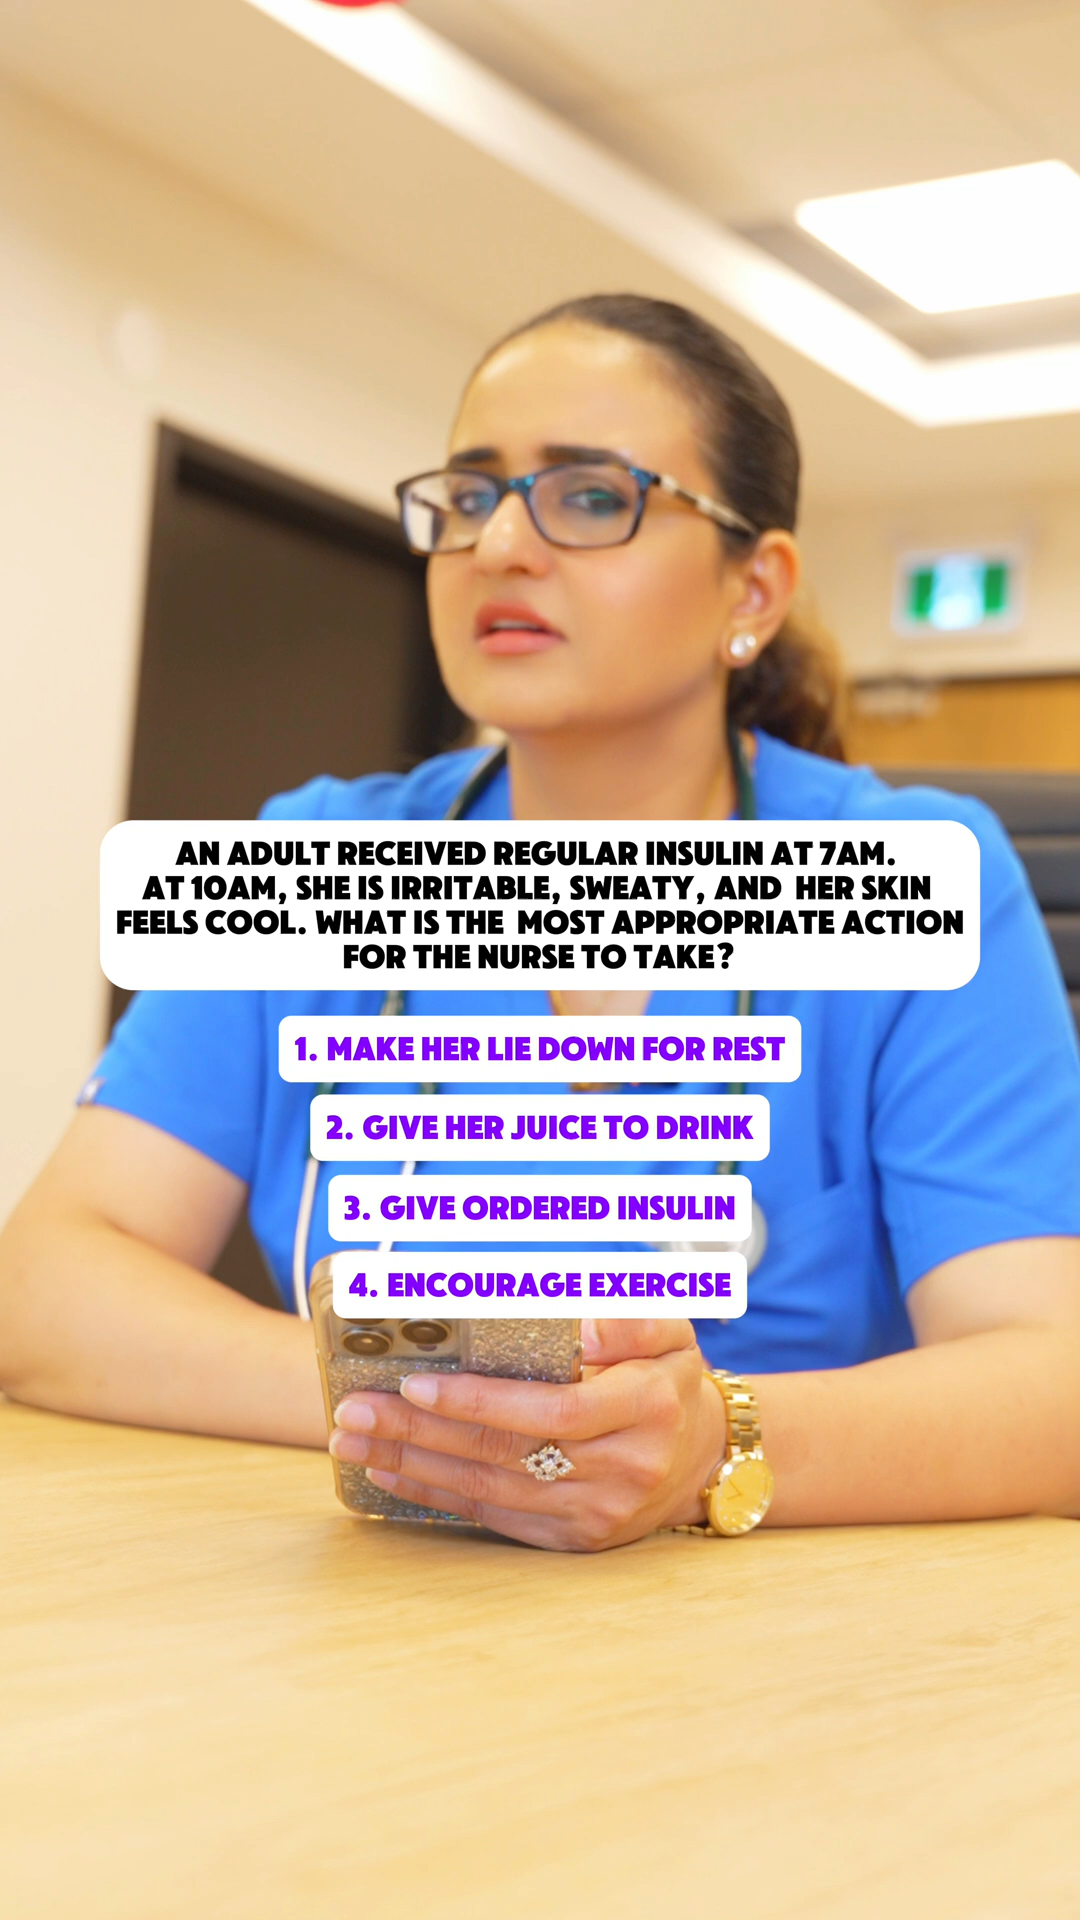 AN ADULT RECEIVED REGULAR INSULIN AT 7AM.
AT 10AM, SHE IS IRRITABLE, SWEATY, AND HER SKIN
FEELS COOL. WHAT IS THE MOST APPROPRIATE ACTION
FOR THE NURSE TO TAKE?
1. MAKE HER LIE DOWN FOR REST
2. GIVE HER JUICE TO DRINK
3. GIVE ORDERED INSULIN
4. ENCOURAGE EXERCISE